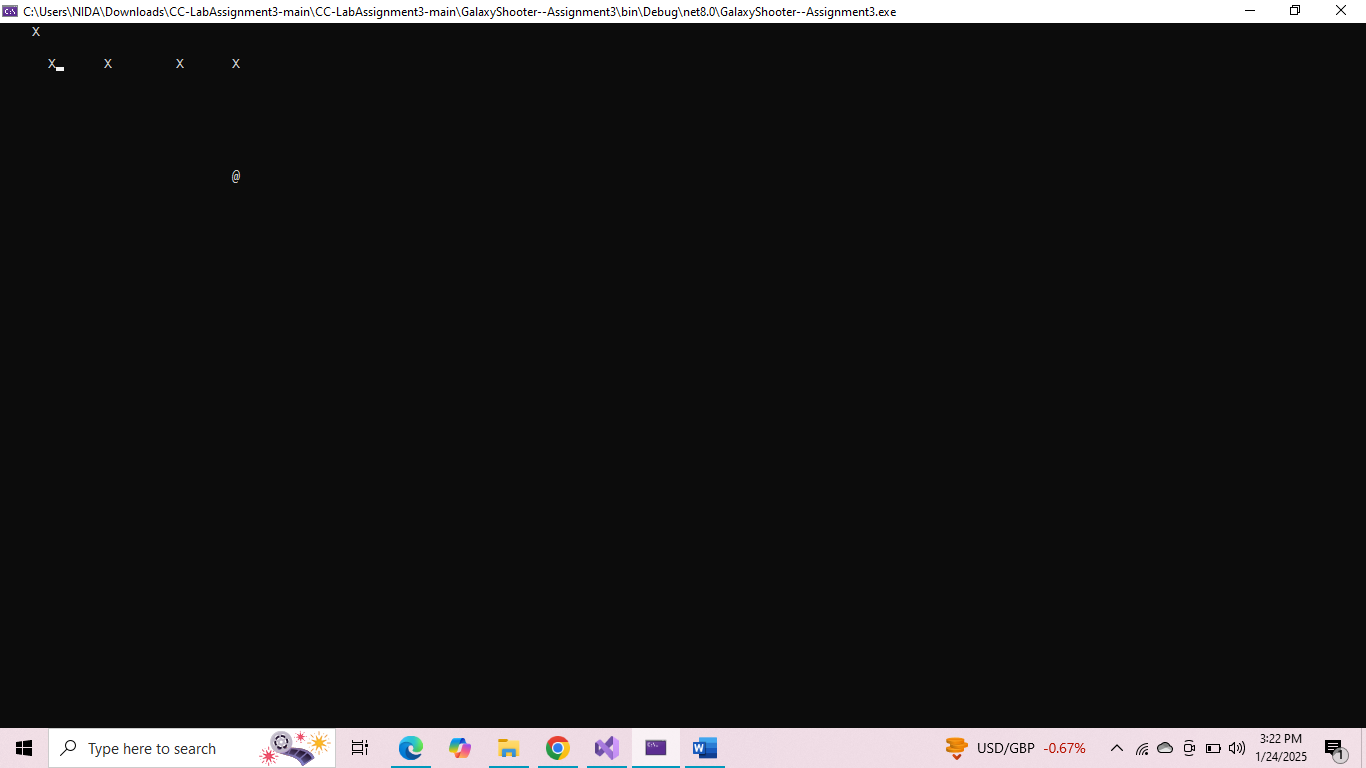 C:\Users\NIDA\Downloads\CC-LabAssignment3-main\CC-LabAssignment3-main\GalaxyShooter--Assignment3\bin\Debug\net8.0\GalaxyShooter--Assignment3.exe
X
X X X X
@
Type here to search
USD/GBP -0.67%
3:22 PM
1/24/2025
1